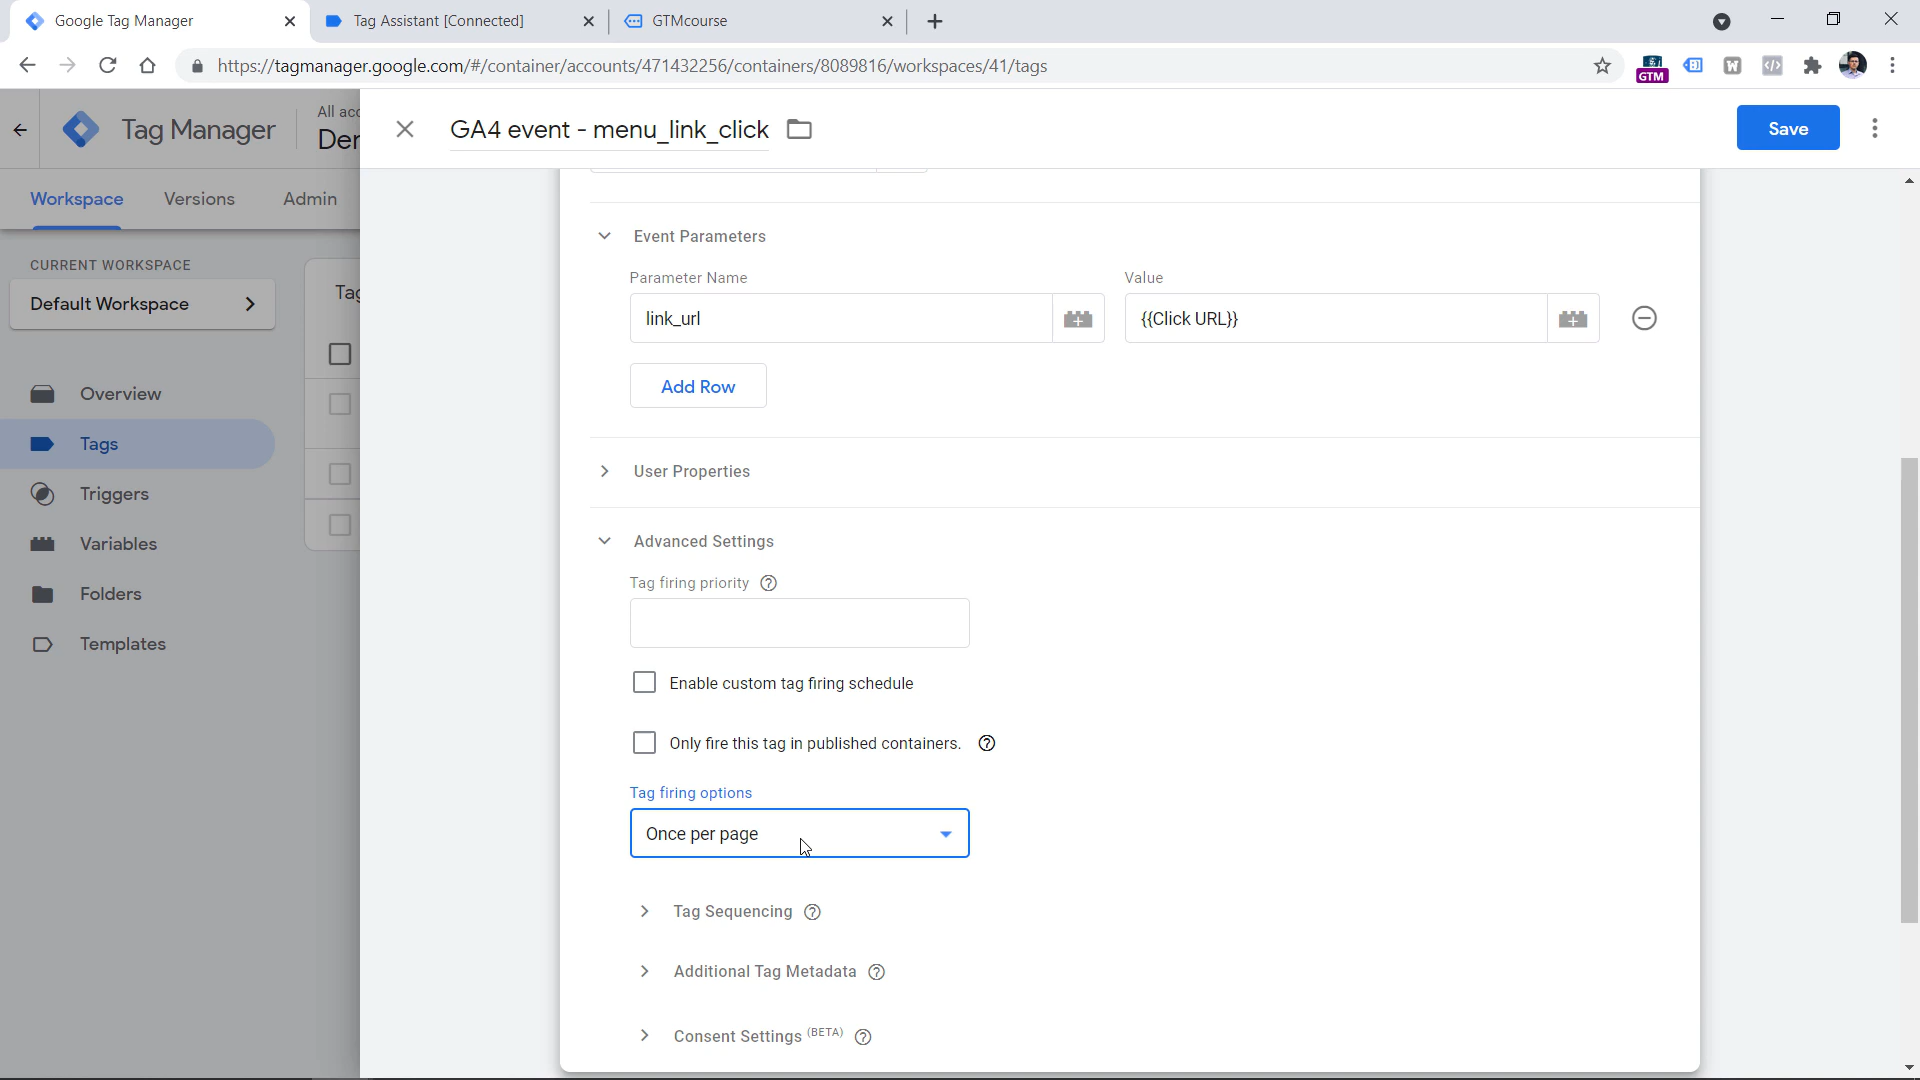 Google Tag Manager
Tag Assistant [Connected]
GTMcourse
https://tagmanager.google.com/#/container/accounts/471432256/containers/8089816/workspaces/41/tags
GTM
W
Tag Manager
All acc
Der
GA4 event - menu_link_click
Save
Workspace
Versions
Admin
CURRENT WORKSPACE
Default Workspace
Tag
Overview
Tags
Triggers
Variables
Folders
Templates
Event Parameters
Parameter Name
Value
link_url
{{Click URL}}
Add Row
User Properties
Advanced Settings
Tag firing priority
Enable custom tag firing schedule
Only fire this tag in published containers.
Tag firing options
Once per page
Tag Sequencing
Additional Tag Metadata
Consent Settings (BETA)